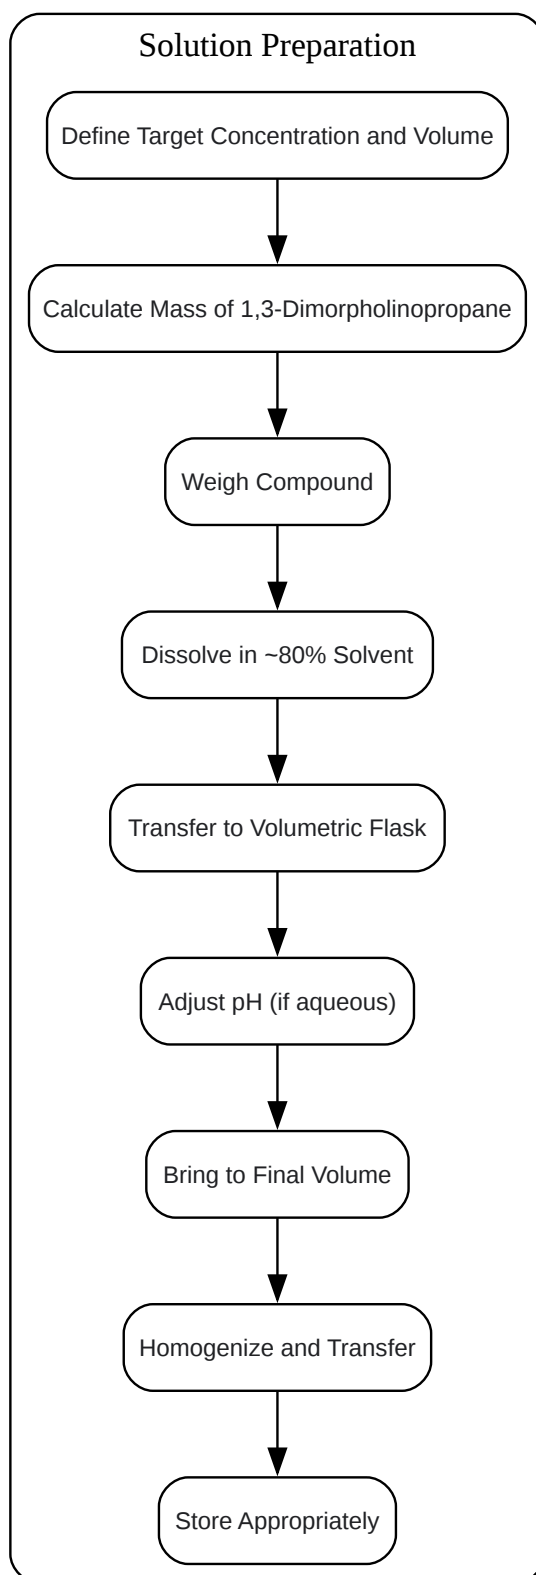 Solution Preparation
Define Target Concentration and Volume
Calculate Mass of 1,3-Dimorpholinopropane
Weigh Compound
Dissolve in ~80% Solvent
Transfer to Volumetric Flask
Adjust pH (if aqueous)
Bring to Final Volume
Homogenize and Transfer
Store Appropriately